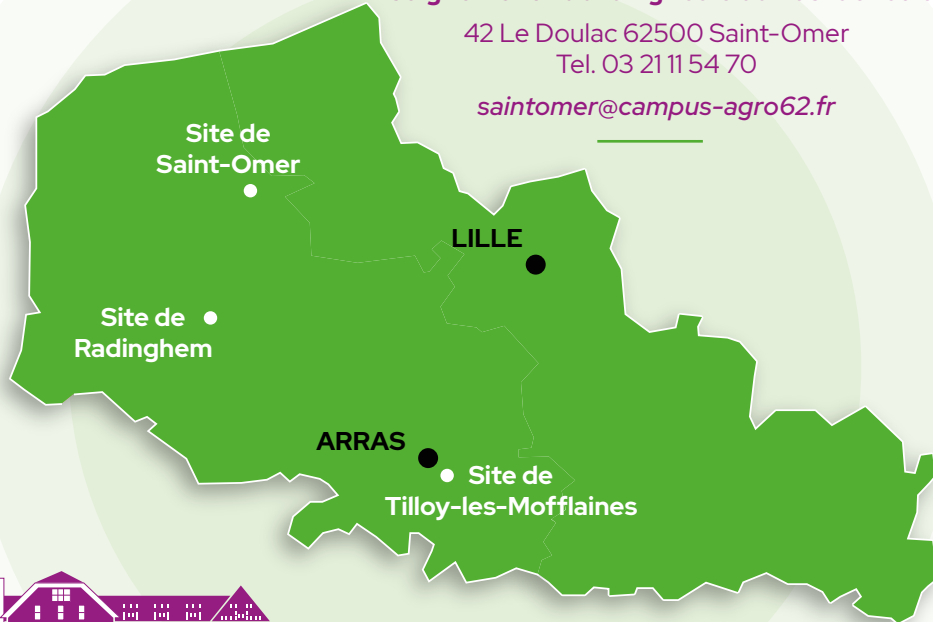 42 Le Doulac 62500 Saint-Omer
Tel. 03 21 11 54 70
saintomer@campus-agro62.fr
Site de
Saint-Omer
LILLE
Site de
Radinghem
ARRAS
Site de
Tilloy-les-Mofflaines